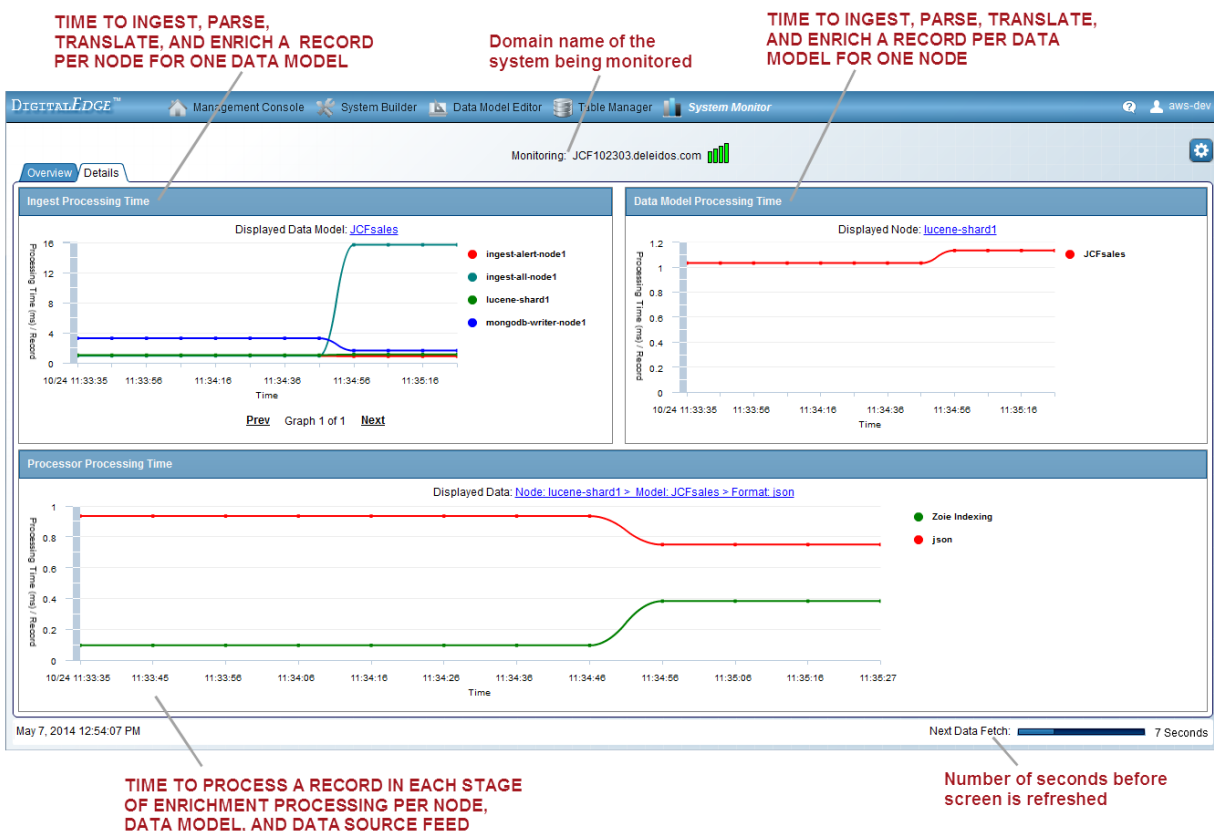 TIME TO INGEST, PARSE,
TRANSLATE, AND ENRICH A RECORD
PER NODE FOR ONE DATA MODEL
Domain name of the
system being monitored
TIME TO INGEST, PARSE, TRANSLATE,
AND ENRICH A RECORD PER DATA
MODEL FOR ONE NODE
DIGITALEDGE™
Management Console
System Builder
Data Model Editor
Table Manager
System Monitor
aws-dev
Monitoring: JCF102303.deleidos.com
Overview
Details
Ingest Processing Time
Displayed Data Model: JCFsales
Processing Time (ms) / Record
16
12
8
4
0
10/24 11:33:35
11:33:56
11:34:16
11:34:36
11:34:56
11:35:16
Time
ingest-alert-node1
ingest-all-node1
lucene-shard1
mongodb-writer-node1
Prev Graph 1 of 1 Next
Data Model Processing Time
Displayed Node: lucene-shard1
Processing Time (ms) / Record
1.2
1
0.8
0.6
0.4
0.2
0
10/24 11:33:35
11:33:56
11:34:16
11:34:36
11:34:56
11:35:16
Time
JCFsales
Processor Processing Time
Displayed Data: Node: lucene-shard1 > Model: JCFsales > Format: json
Processing Time (ms) / Record
1
0.8
0.6
0.4
0.2
0
10/24 11:33:35
11:33:45
11:33:56
11:34:06
11:34:16
11:34:26
11:34:36
11:34:46
11:34:56
11:35:06
11:35:16
11:35:27
Time
Zoie Indexing
json
May 7, 2014 12:54:07 PM
Next Data Fetch:
7 Seconds
TIME TO PROCESS A RECORD IN EACH STAGE
OF ENRICHMENT PROCESSING PER NODE,
DATA MODEL, AND DATA SOURCE FEED
Number of seconds before
screen is refreshed